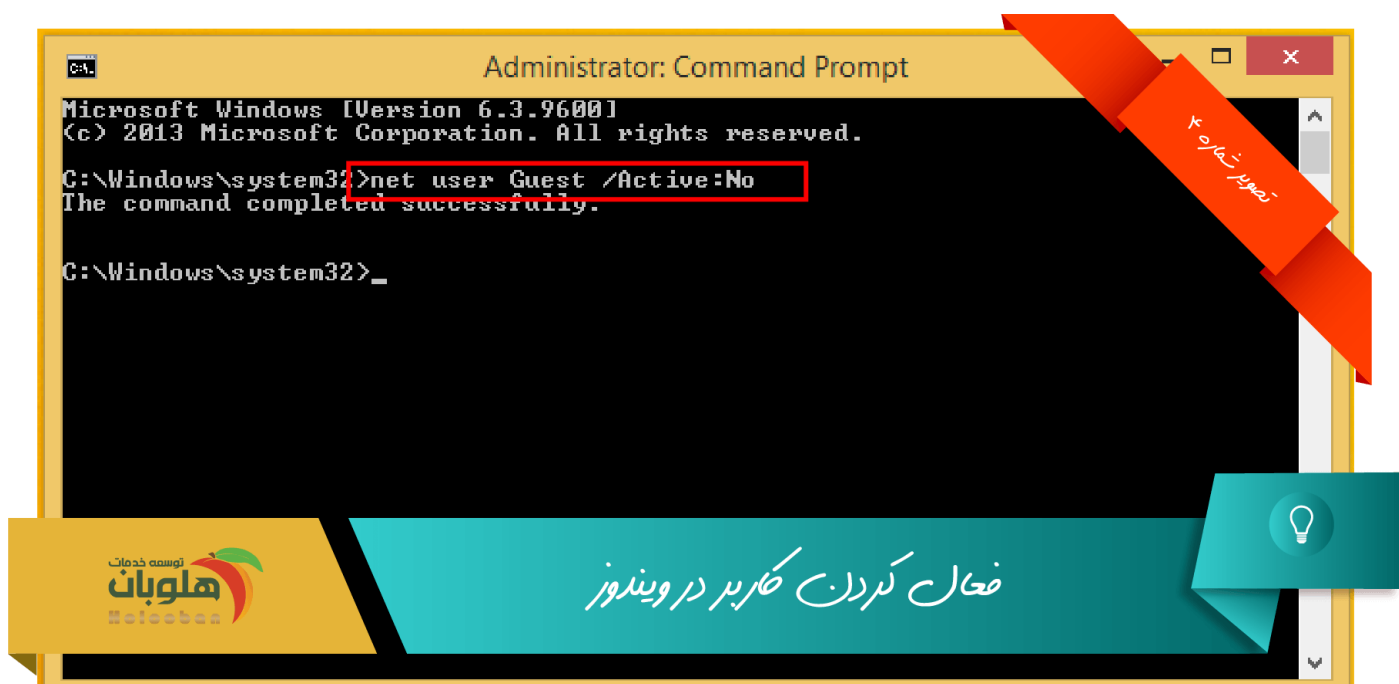 Administrator: Command Prompt
Microsoft Windows [Version 6.3.9600]
(c) 2013 Microsoft Corporation. All rights reserved.
C:\Windows\system32>net user Guest /Active:No
The command completed successfully.
C:\Windows\system32>_
تصویر شماره ۴
فعال کردن کاربر در ویندوز
توسعه خدمات
هلوبان
Holooban